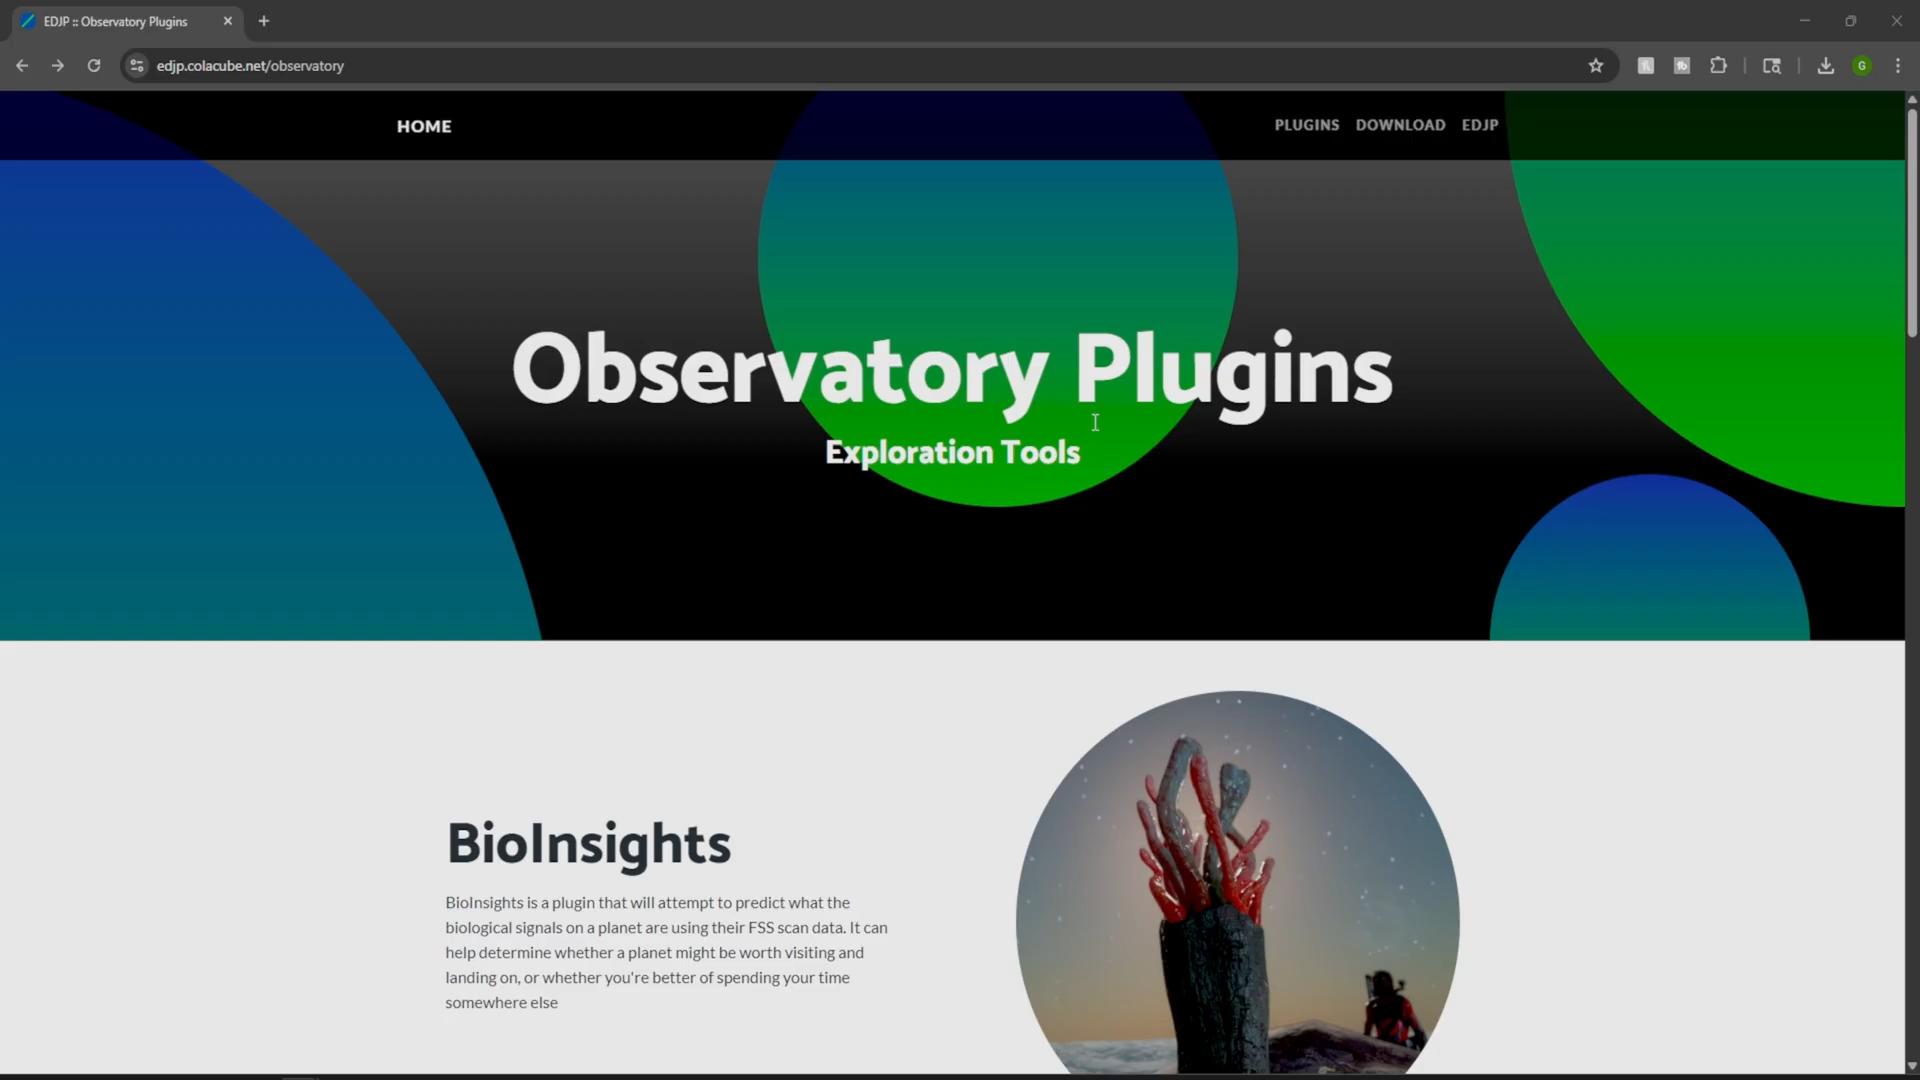 EDJP :: Observatory Plugins
edjp.colacube.net/observatory
G
HOME
PLUGINS DOWNLOAD EDJP
Observatory Plugins
Exploration Tools
BioInsights
BioInsights is a plugin that will attempt to predict what the
biological signals on a planet are using their FSS scan data. It can
help determine whether a planet might be worth visiting and
landing on, or whether you're better of spending your time
somewhere else